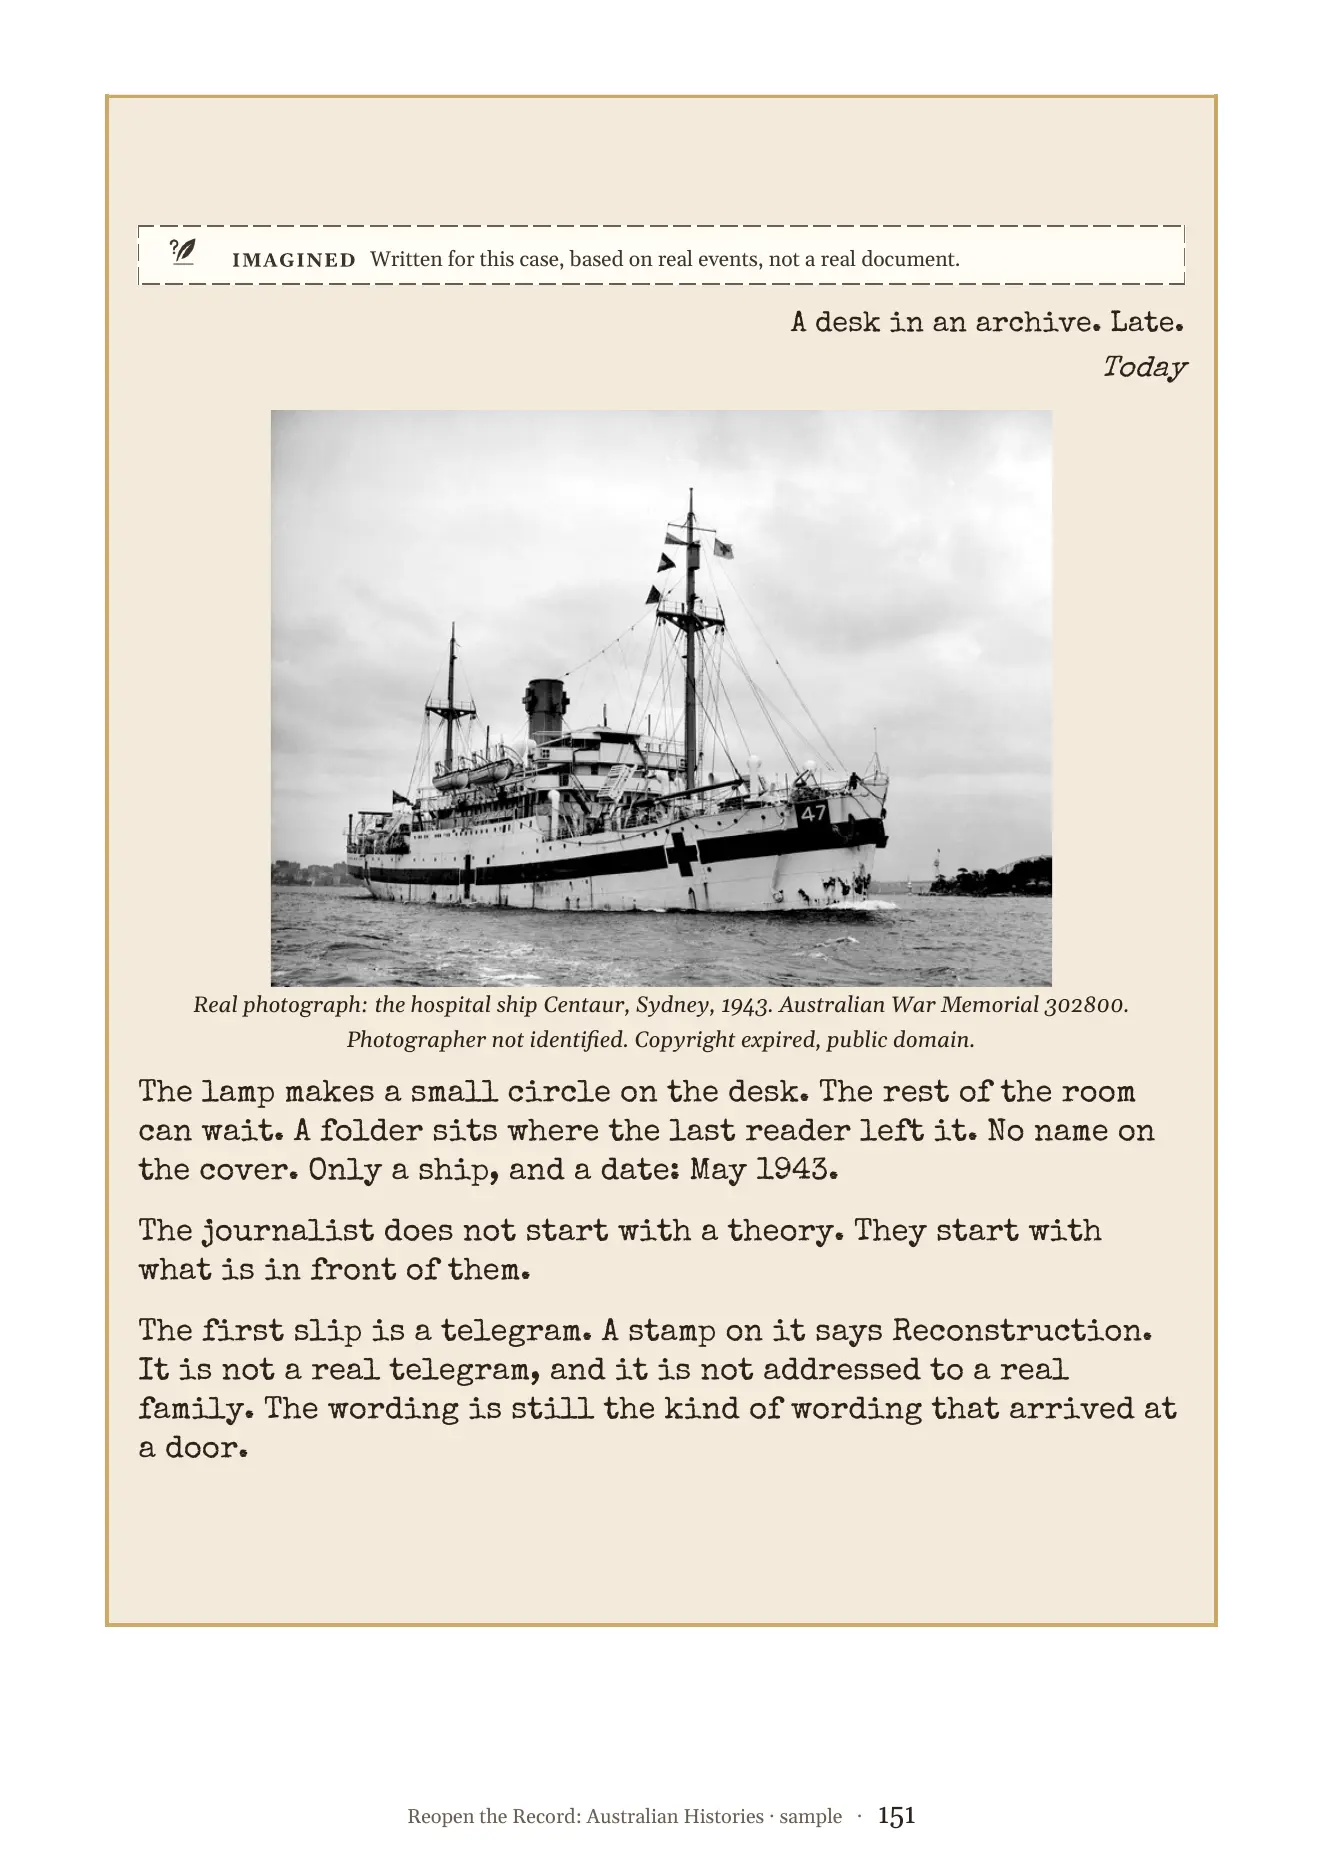 IMAGINED Written for this case, based on real events, not a real document.
A desk in an archive. Late.
Today
47
Real photograph: the hospital ship Centaur, Sydney, 1943. Australian War Memorial 302800.
Photographer not identified. Copyright expired, public domain.
The lamp makes a small circle on the desk. The rest of the room
can wait. A folder sits where the last reader left it. No name on
the cover. Only a ship, and a date: May 1943.
The journalist does not start with a theory. They start with
what is in front of them.
The first slip is a telegram. A stamp on it says Reconstruction.
It is not a real telegram, and it is not addressed to a real
family. The wording is still the kind of wording that arrived at
a door.
Reopen the Record: Australian Histories · sample · 151